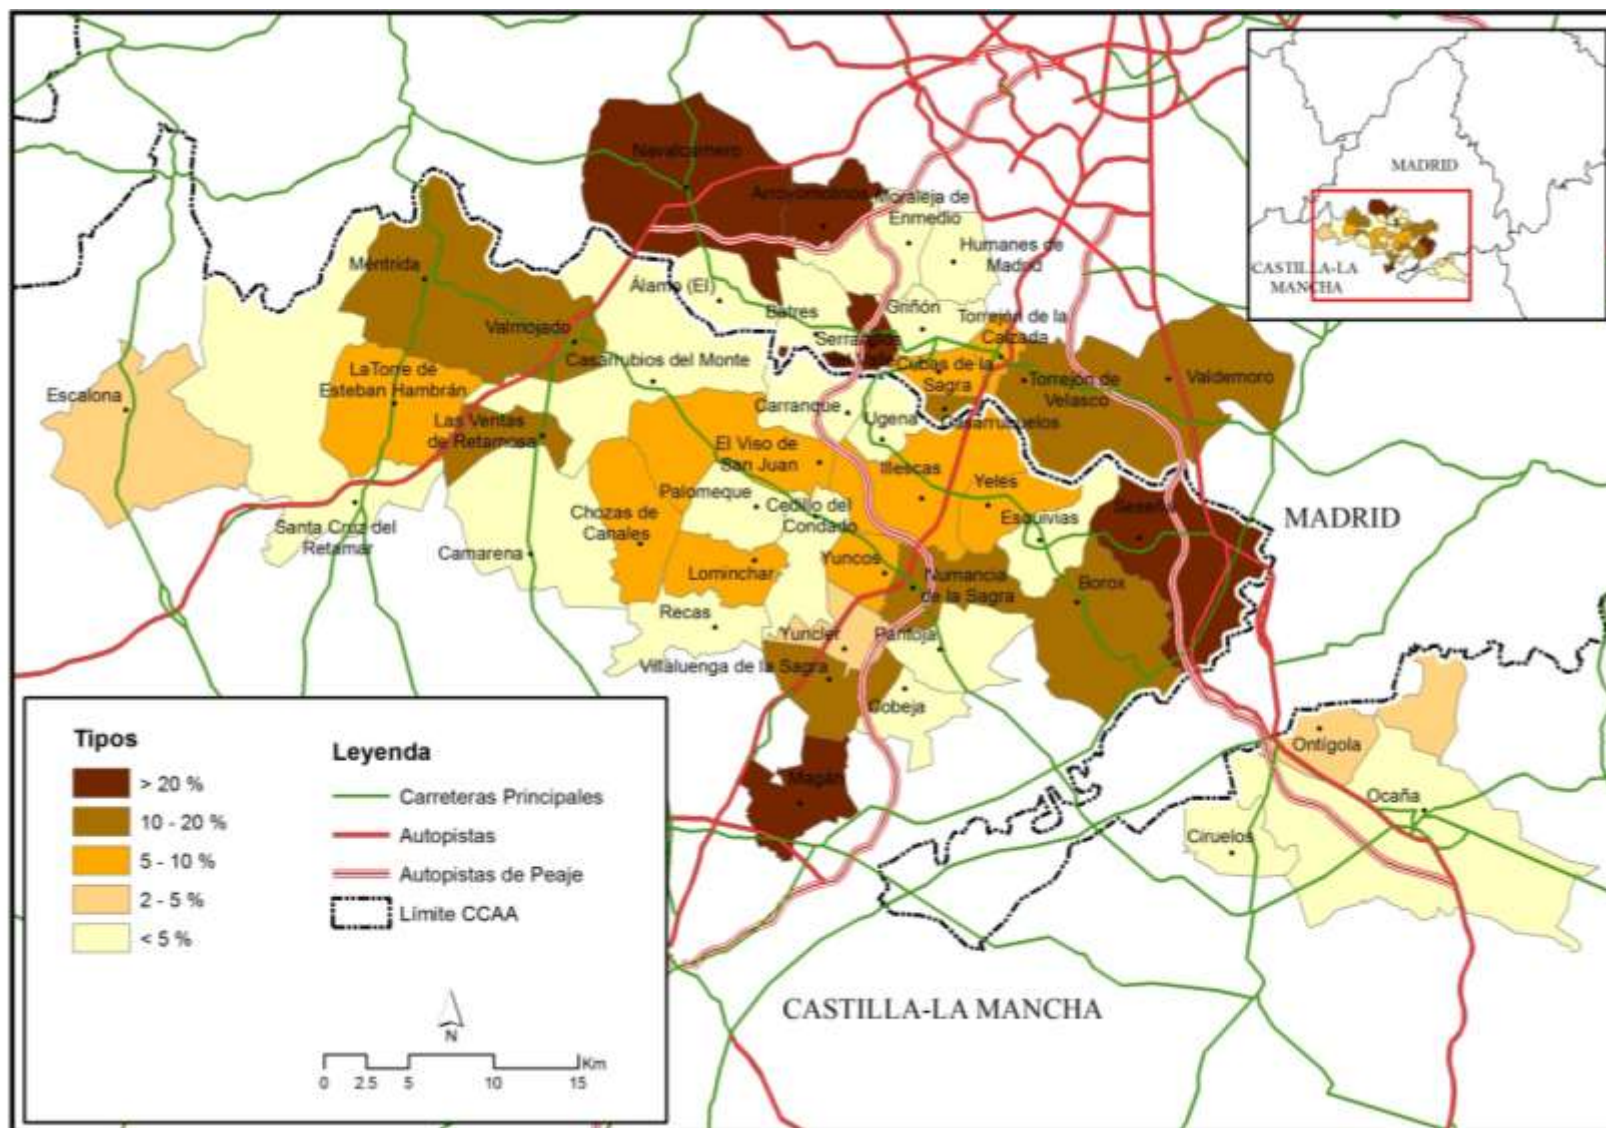 MADRID
CASTILLA-LA
MANCHA
Navalcarnero
Arroyomolinos
Moraleja de
Enmedio
Humanes de
Madrid
Méntrida
Álamo (El)
Batres
Griñón
Torrejón de la
Calzada
Valmojado
Serranillos
del Valle
Casarrubios del Monte
Cubas de la
Sagra
LaTorre de
Esteban Hambrán
Torrejón de
Velasco
Valdemoro
Escalona
Carranque
Ugena
Casarrubuelos
Las Ventas
de Retamosa
El Viso de
San Juan
Illescas
Yeles
Palomeque
Cedillo del
Condado
Esquivias
Seseña
MADRID
Santa Cruz del
Retamar
Chozas de
Canales
Camarena
Lominchar
Yuncos
Numancia
de la Sagra
Borox
Recas
Yuncler
Pantoja
Villaluenga de la Sagra
Cobeja
Magán
Ontígola
Ocaña
Ciruelos
CASTILLA-LA MANCHA
Tipos
> 20 %
10 - 20 %
5 - 10 %
2 - 5 %
< 5 %
Leyenda
Carreteras Principales
Autopistas
Autopistas de Peaje
Límite CCAA
N
Km
0 2.5 5 10 15